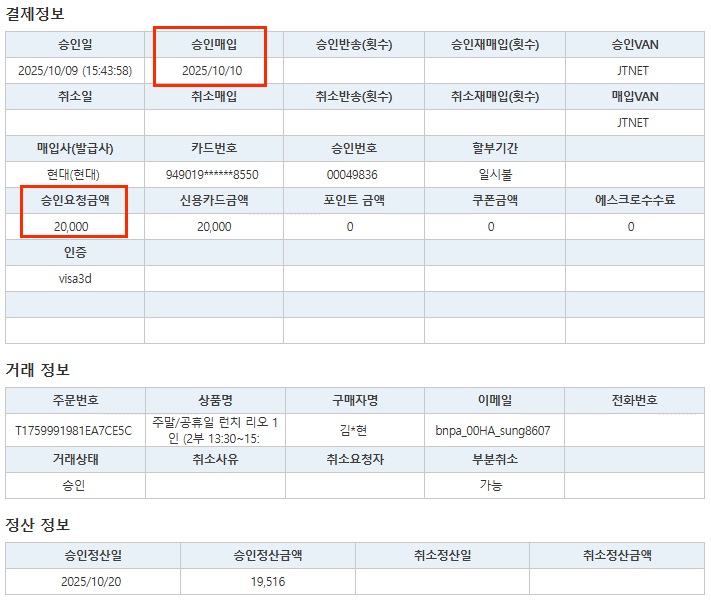 결제정보
승인일 승인매입 승인반송(횟수) 승인재매입(횟수) 승인VAN
2025/10/09 (15:43:58) 2025/10/10 JTNET
취소일 취소매입 취소반송(횟수) 취소재매입(횟수) 매입VAN
JTNET
매입사(발급사) 카드번호 승인번호 할부기간
현대(현대) 949019******8550 00049836 일시불
승인요청금액 신용카드금액 포인트 금액 쿠폰금액 에스크로수수료
20,000 20,000 0 0 0
인증
visa3d
거래 정보
주문번호 상품명 구매자명 이메일 전화번호
T1759991981EA7CE5C 주말/공휴일 런치 리오 1 김*현 bnpa_00HA_sung8607
인 (2부 13:30~15:
거래상태 취소사유 취소요청자 부분취소
승인 가능
정산 정보
승인정산일 승인정산금액 취소정산일 취소정산금액
2025/10/20 19,516